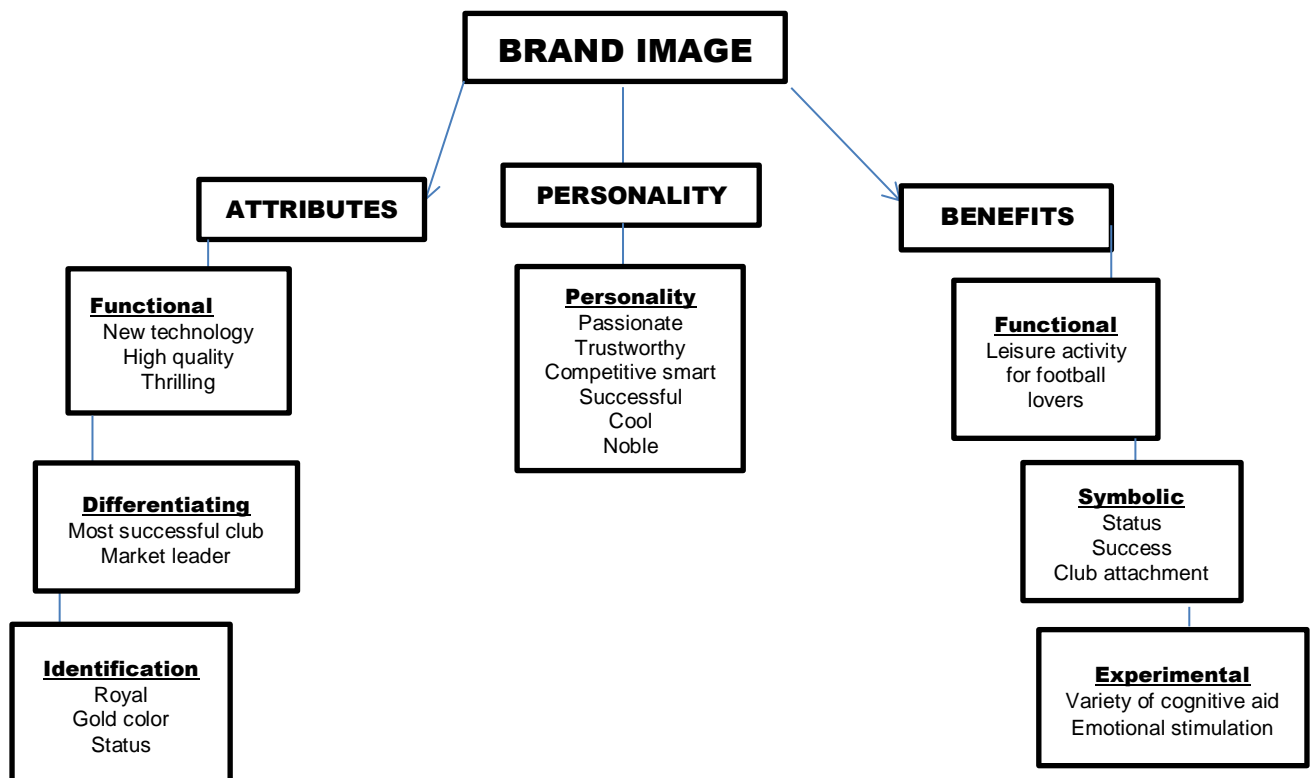 BRAND IMAGE
ATTRIBUTES
PERSONALITY
BENEFITS
Functional
New technology
High quality
Thrilling
Differentiating
Most successful club
Market leader
Identification
Royal
Gold color
Status
Personality
Passionate
Trustworthy
Competitive smart
Successful
Cool
Noble
Functional
Leisure activity
for football
lovers
Symbolic
Status
Success
Club attachment
Experimental
Variety of cognitive aid
Emotional stimulation